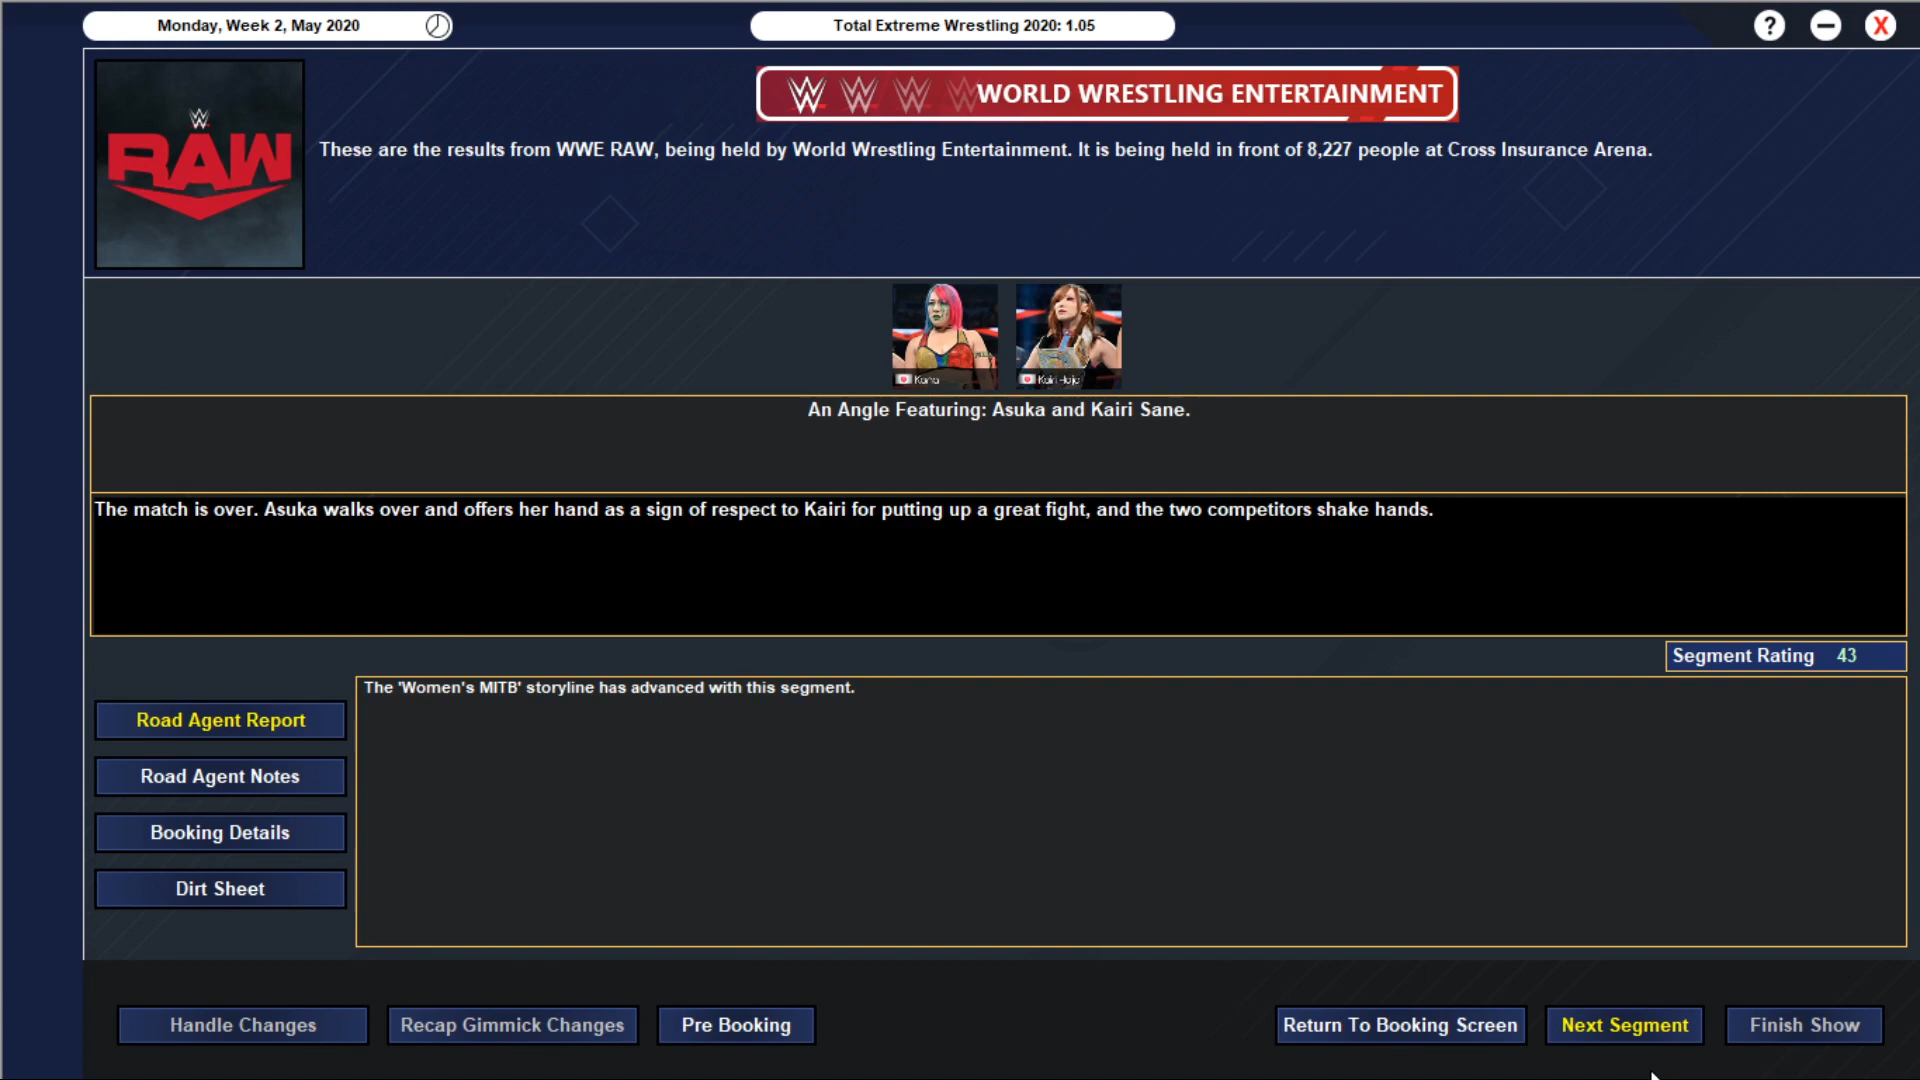 Monday, Week 2, May 2020
Total Extreme Wrestling 2020: 1.05
?
X
RAW
WORLD WRESTLING ENTERTAINMENT
These are the results from WWE RAW, being held by World Wrestling Entertainment. It is being held in front of 8,227 people at Cross Insurance Arena.
Kana
Kairi Hojo
An Angle Featuring: Asuka and Kairi Sane.
The match is over. Asuka walks over and offers her hand as a sign of respect to Kairi for putting up a great fight, and the two competitors shake hands.
Segment Rating 43
The 'Women's MITB' storyline has advanced with this segment.
Road Agent Report
Road Agent Notes
Booking Details
Dirt Sheet
Handle Changes
Recap Gimmick Changes
Pre Booking
Return To Booking Screen
Next Segment
Finish Show